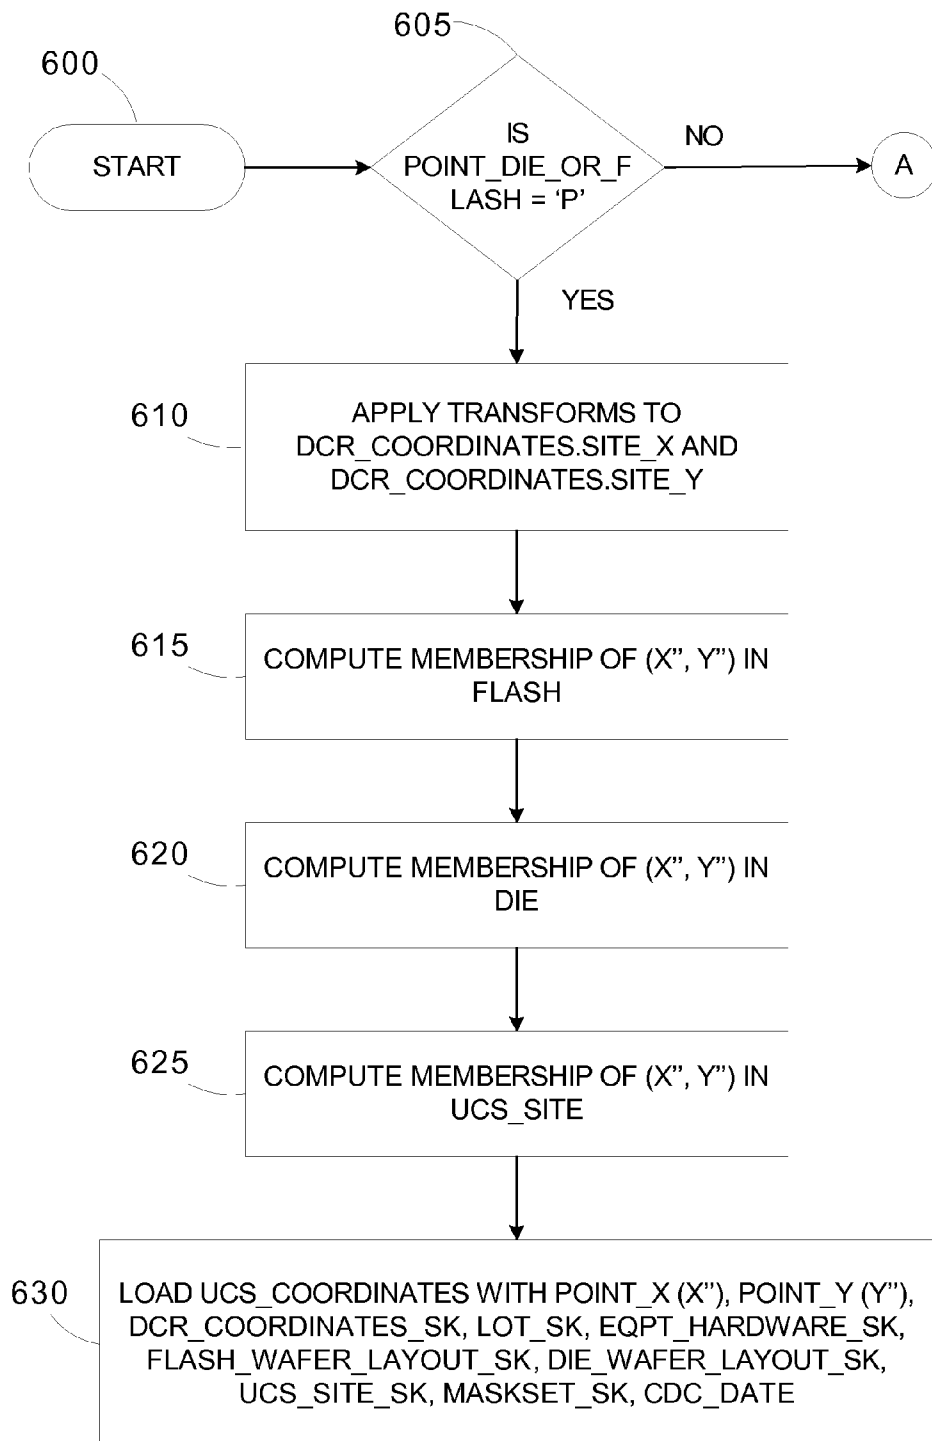 605
600
START
IS
POINT_DIE_OR_F
LASH = ‘P’
NO
A
YES
610
APPLY TRANSFORMS TO
DCR_COORDINATES.SITE_X AND
DCR_COORDINATES.SITE_Y
615
COMPUTE MEMBERSHIP OF (X”, Y”) IN
FLASH
620
COMPUTE MEMBERSHIP OF (X”, Y”) IN
DIE
625
COMPUTE MEMBERSHIP OF (X”, Y”) IN
UCS_SITE
630
LOAD UCS_COORDINATES WITH POINT_X (X”), POINT_Y (Y”),
DCR_COORDINATES_SK, LOT_SK, EQPT_HARDWARE_SK,
FLASH_WAFER_LAYOUT_SK, DIE_WAFER_LAYOUT_SK,
UCS_SITE_SK, MASKSET_SK, CDC_DATE